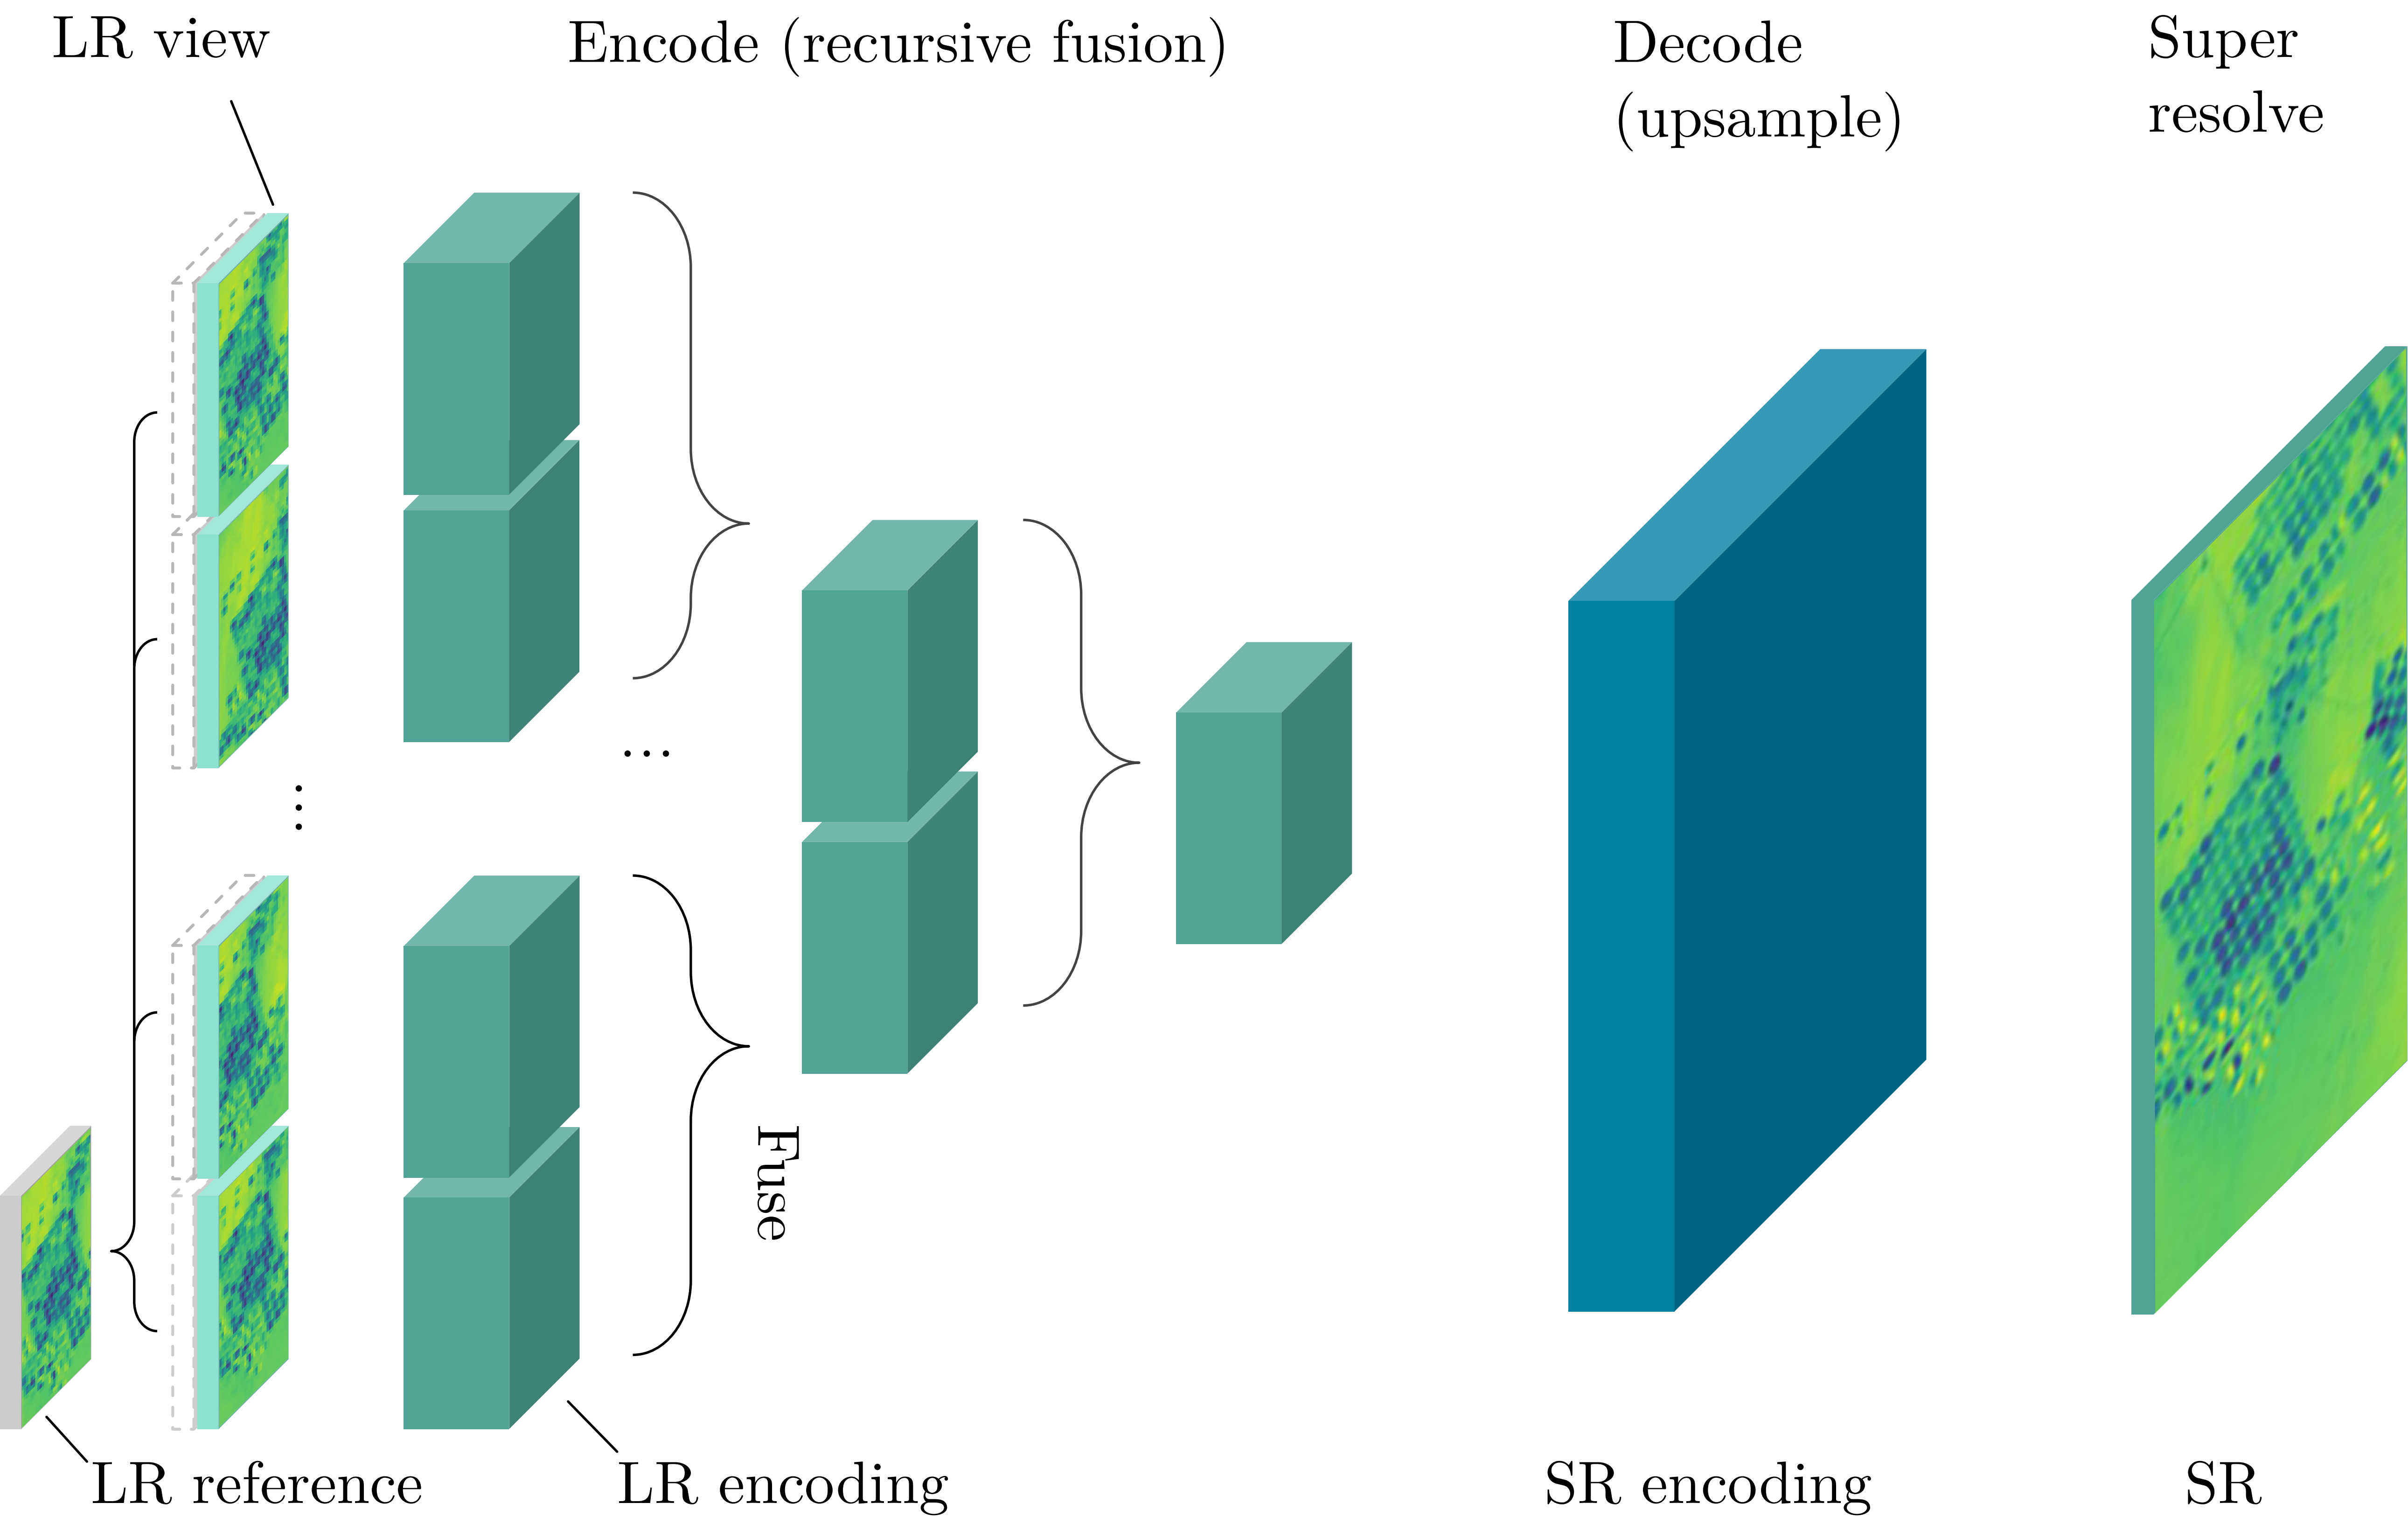 LR view
Encode (recursive fusion)
Decode
(upsample)
Super
resolve
...
⋮
Fuse
LR reference
LR encoding
SR encoding
SR